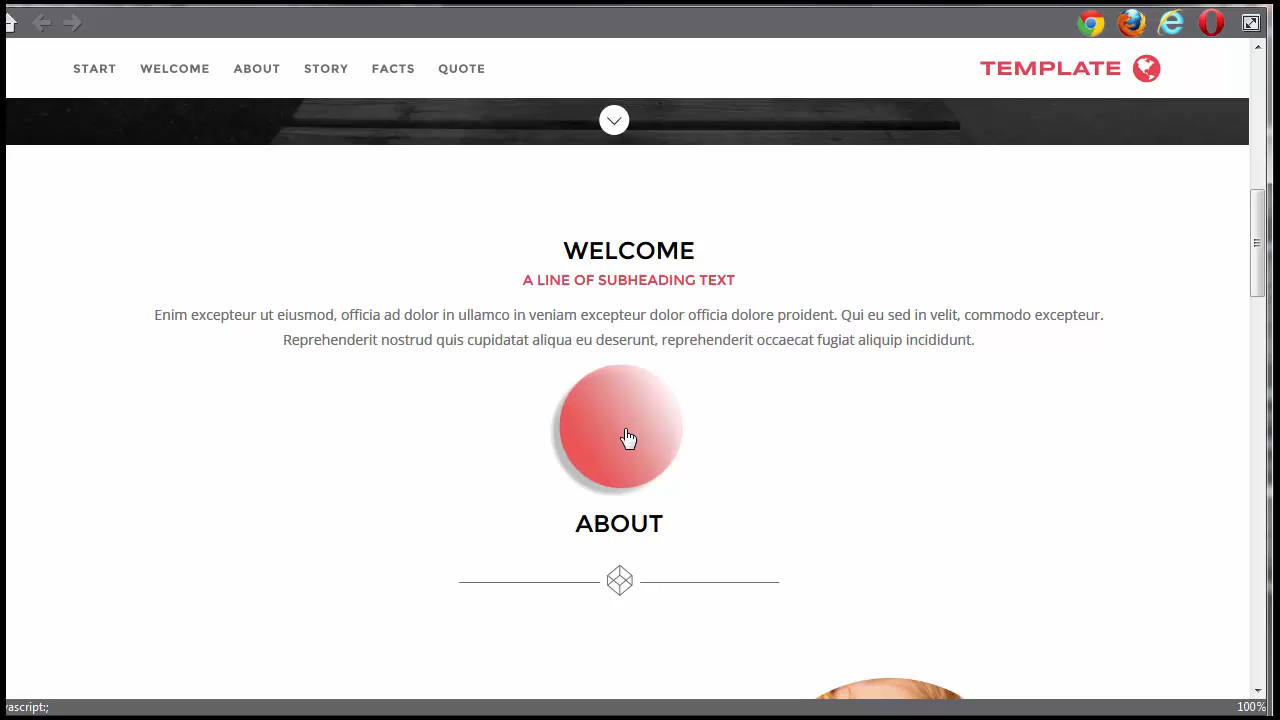 START WELCOME ABOUT STORY FACTS QUOTE TEMPLATE
WELCOME
A LINE OF SUBHEADING TEXT
Enim excepteur ut eiusmod, officia ad dolor in ullamco in veniam excepteur dolor officia dolore proident. Qui eu sed in velit, commodo excepteur.
Reprehenderit nostrud quis cupidatat aliqua eu deserunt, reprehenderit occaecat fugiat aliquip incididunt.
ABOUT
vascript:; 100%